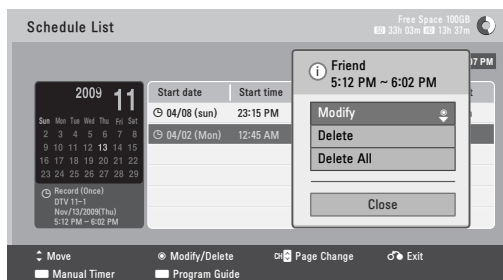 Schedule List
Free Space 100GB
SD 33h 03m HD 13h 37m
07 PM
2009 11
Sun Mon Tue Wed Thu Fri Sat
2 3 4 5 6 7 8
9 10 11 12 13 14 15
16 17 18 19 20 21 22
23 24 25 26 27 28 29
Record (Once)
DTV 11-1
Nov/13/2009(Thu)
5:12 PM ~ 6:02 PM
Start date Start time
04/08 (sun) 23:15 PM
04/02 (Mon) 12:45 AM
Friend
5:12 PM ~ 6:02 PM
Modify
Delete
Delete All
Close
Move Modify/Delete CH Page Change Exit
Manual Timer Program Guide